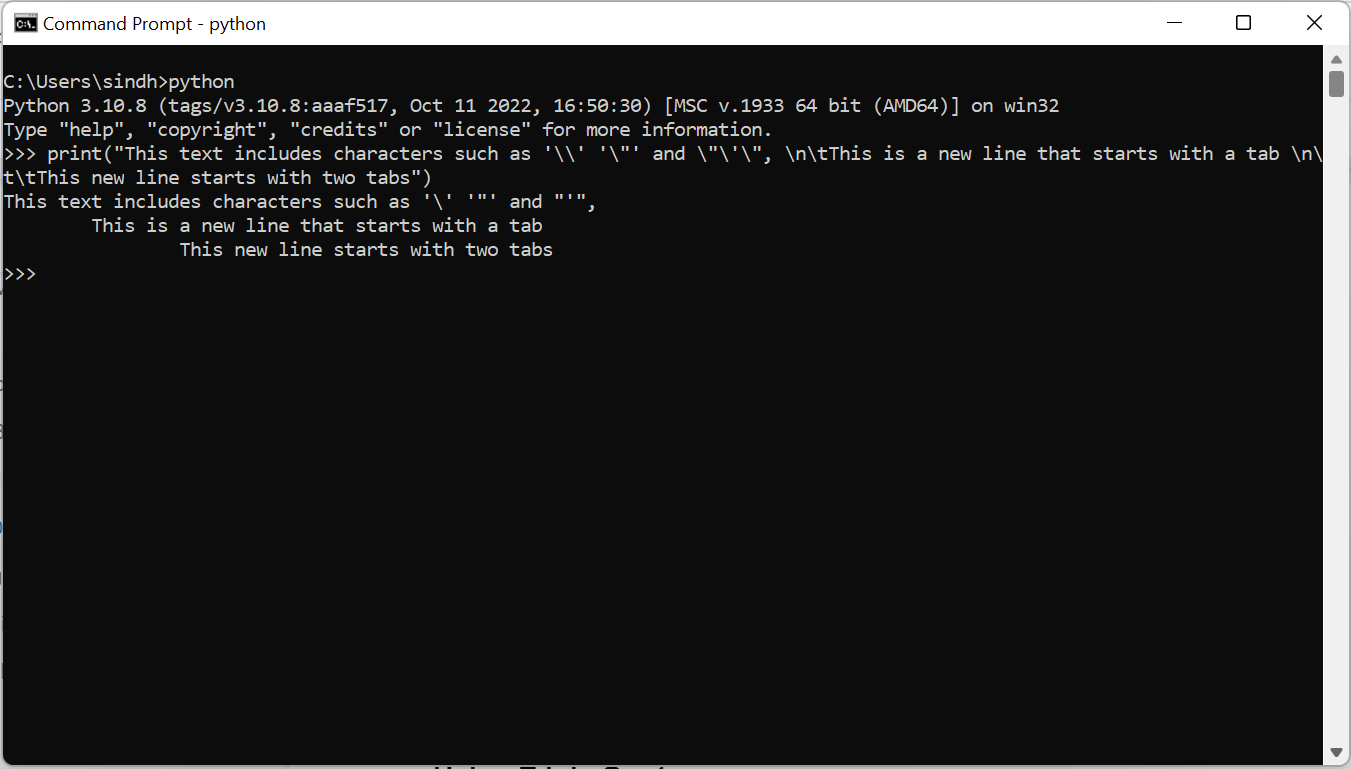 Command Prompt - python
C:\Users\sindh>python
Python 3.10.8 (tags/v3.10.8:aaaf517, Oct 11 2022, 16:50:30) [MSC v.1933 64 bit (AMD64)] on win32
Type "help", "copyright", "credits" or "license" for more information.
>>> print("This text includes characters such as '\\' '\"' and \"\'\", \n\tThis is a new line that starts with a tab \n\
t\tThis new line starts with two tabs")
This text includes characters such as '\' '"' and "'",
        This is a new line that starts with a tab
                This new line starts with two tabs
>>>